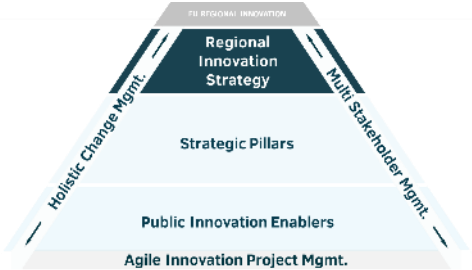 EU REGIONAL INNOVATION
Regional
Innovation
Strategy
Holistic Change Mgmt.
Multi Stakeholder Mgmt.
Strategic Pillars
Public Innovation Enablers
Agile Innovation Project Mgmt.